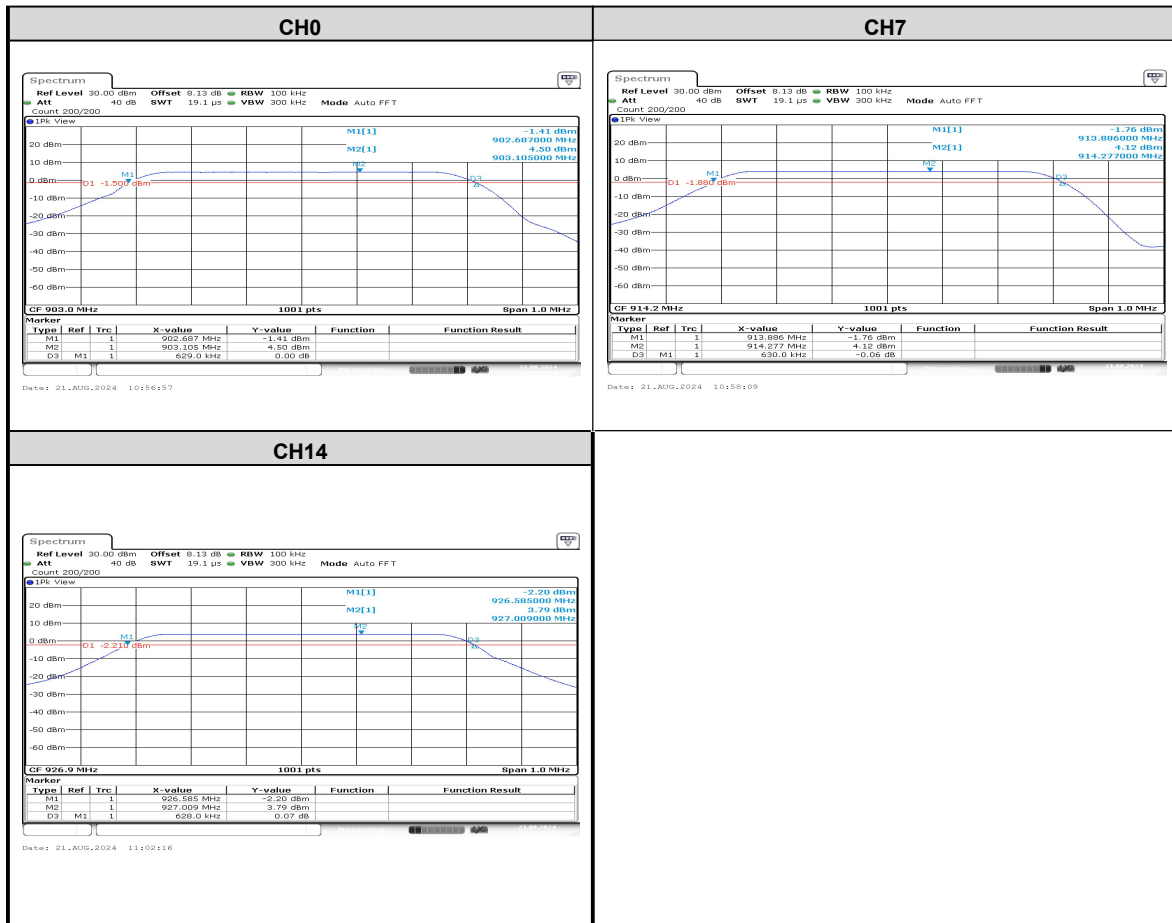 CH0
Spectrum
Ref Level 30.00 dBm Offset 8.13 dB RBW 100 kHz
Att 40 dB SWT 19.1 µs VBW 300 kHz Mode Auto FFT
Count 200/200
1Pk View
M1[1] -1.41 dBm
902.687000 MHz
M2[1] 4.50 dBm
903.105000 MHz
20 dBm
10 dBm
M2
M1
D3
0 dBm
D1 -1.500 dBm
-10 dBm
-20 dBm
-30 dBm
-40 dBm
-50 dBm
-60 dBm
CF 903.0 MHz 1001 pts Span 1.0 MHz
Marker
Type Ref Trc X-value Y-value Function Function Result
M1 1 902.687 MHz -1.41 dBm
M2 1 903.105 MHz 4.50 dBm
D3 M1 1 629.0 kHz 0.00 dB
Date: 21.AUG.2024 10:56:57
CH7
Spectrum
Ref Level 30.00 dBm Offset 8.13 dB RBW 100 kHz
Att 40 dB SWT 19.1 µs VBW 300 kHz Mode Auto FFT
Count 200/200
1Pk View
M1[1] -1.76 dBm
913.886000 MHz
M2[1] 4.12 dBm
914.277000 MHz
20 dBm
10 dBm
M2
M1
D3
0 dBm
D1 -1.880 dBm
-10 dBm
-20 dBm
-30 dBm
-40 dBm
-50 dBm
-60 dBm
CF 914.2 MHz 1001 pts Span 1.0 MHz
Marker
Type Ref Trc X-value Y-value Function Function Result
M1 1 913.886 MHz -1.76 dBm
M2 1 914.277 MHz 4.12 dBm
D3 M1 1 630.0 kHz -0.06 dB
Date: 21.AUG.2024 10:58:09
CH14
Spectrum
Ref Level 30.00 dBm Offset 8.13 dB RBW 100 kHz
Att 40 dB SWT 19.1 µs VBW 300 kHz Mode Auto FFT
Count 200/200
1Pk View
M1[1] -2.20 dBm
926.585000 MHz
M2[1] 3.79 dBm
927.009000 MHz
20 dBm
10 dBm
M2
M1
D3
0 dBm
D1 -2.210 dBm
-10 dBm
-20 dBm
-30 dBm
-40 dBm
-50 dBm
-60 dBm
CF 926.9 MHz 1001 pts Span 1.0 MHz
Marker
Type Ref Trc X-value Y-value Function Function Result
M1 1 926.585 MHz -2.20 dBm
M2 1 927.009 MHz 3.79 dBm
D3 M1 1 628.0 kHz 0.07 dB
Date: 21.AUG.2024 11:02:16